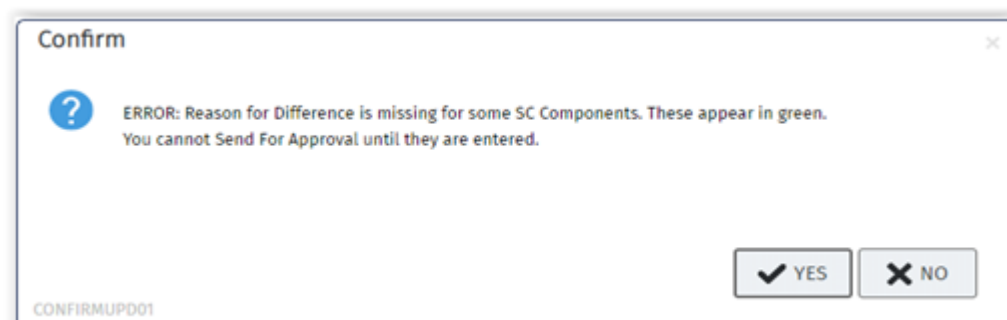 Confirm
ERROR: Reason for Difference is missing for some SC Components. These appear in green.
You cannot Send For Approval until they are entered.
YES
NO
CONFIRMUPD01